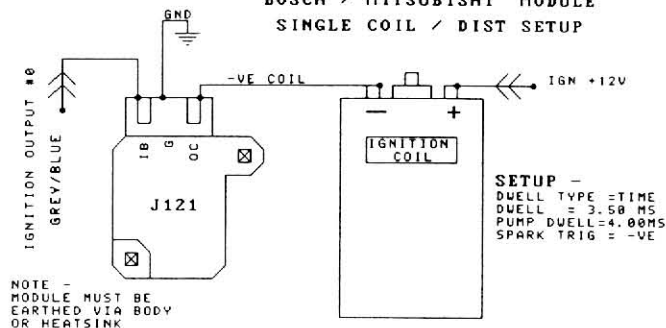 BOSCH / MITSUBISHI MODULE
SINGLE COIL / DIST SETUP
GND
-VE COIL
IGN +12V
IGNITION OUTPUT #0
GREY/BLUE
IB
G
OC
J121
- +
IGNITION
COIL
SETUP -
DWELL TYPE =TIME
DWELL = 3.50 MS
PUMP DWELL=4.00MS
SPARK TRIG = -VE
NOTE -
MODULE MUST BE
EARTHED VIA BODY
OR HEATSINK